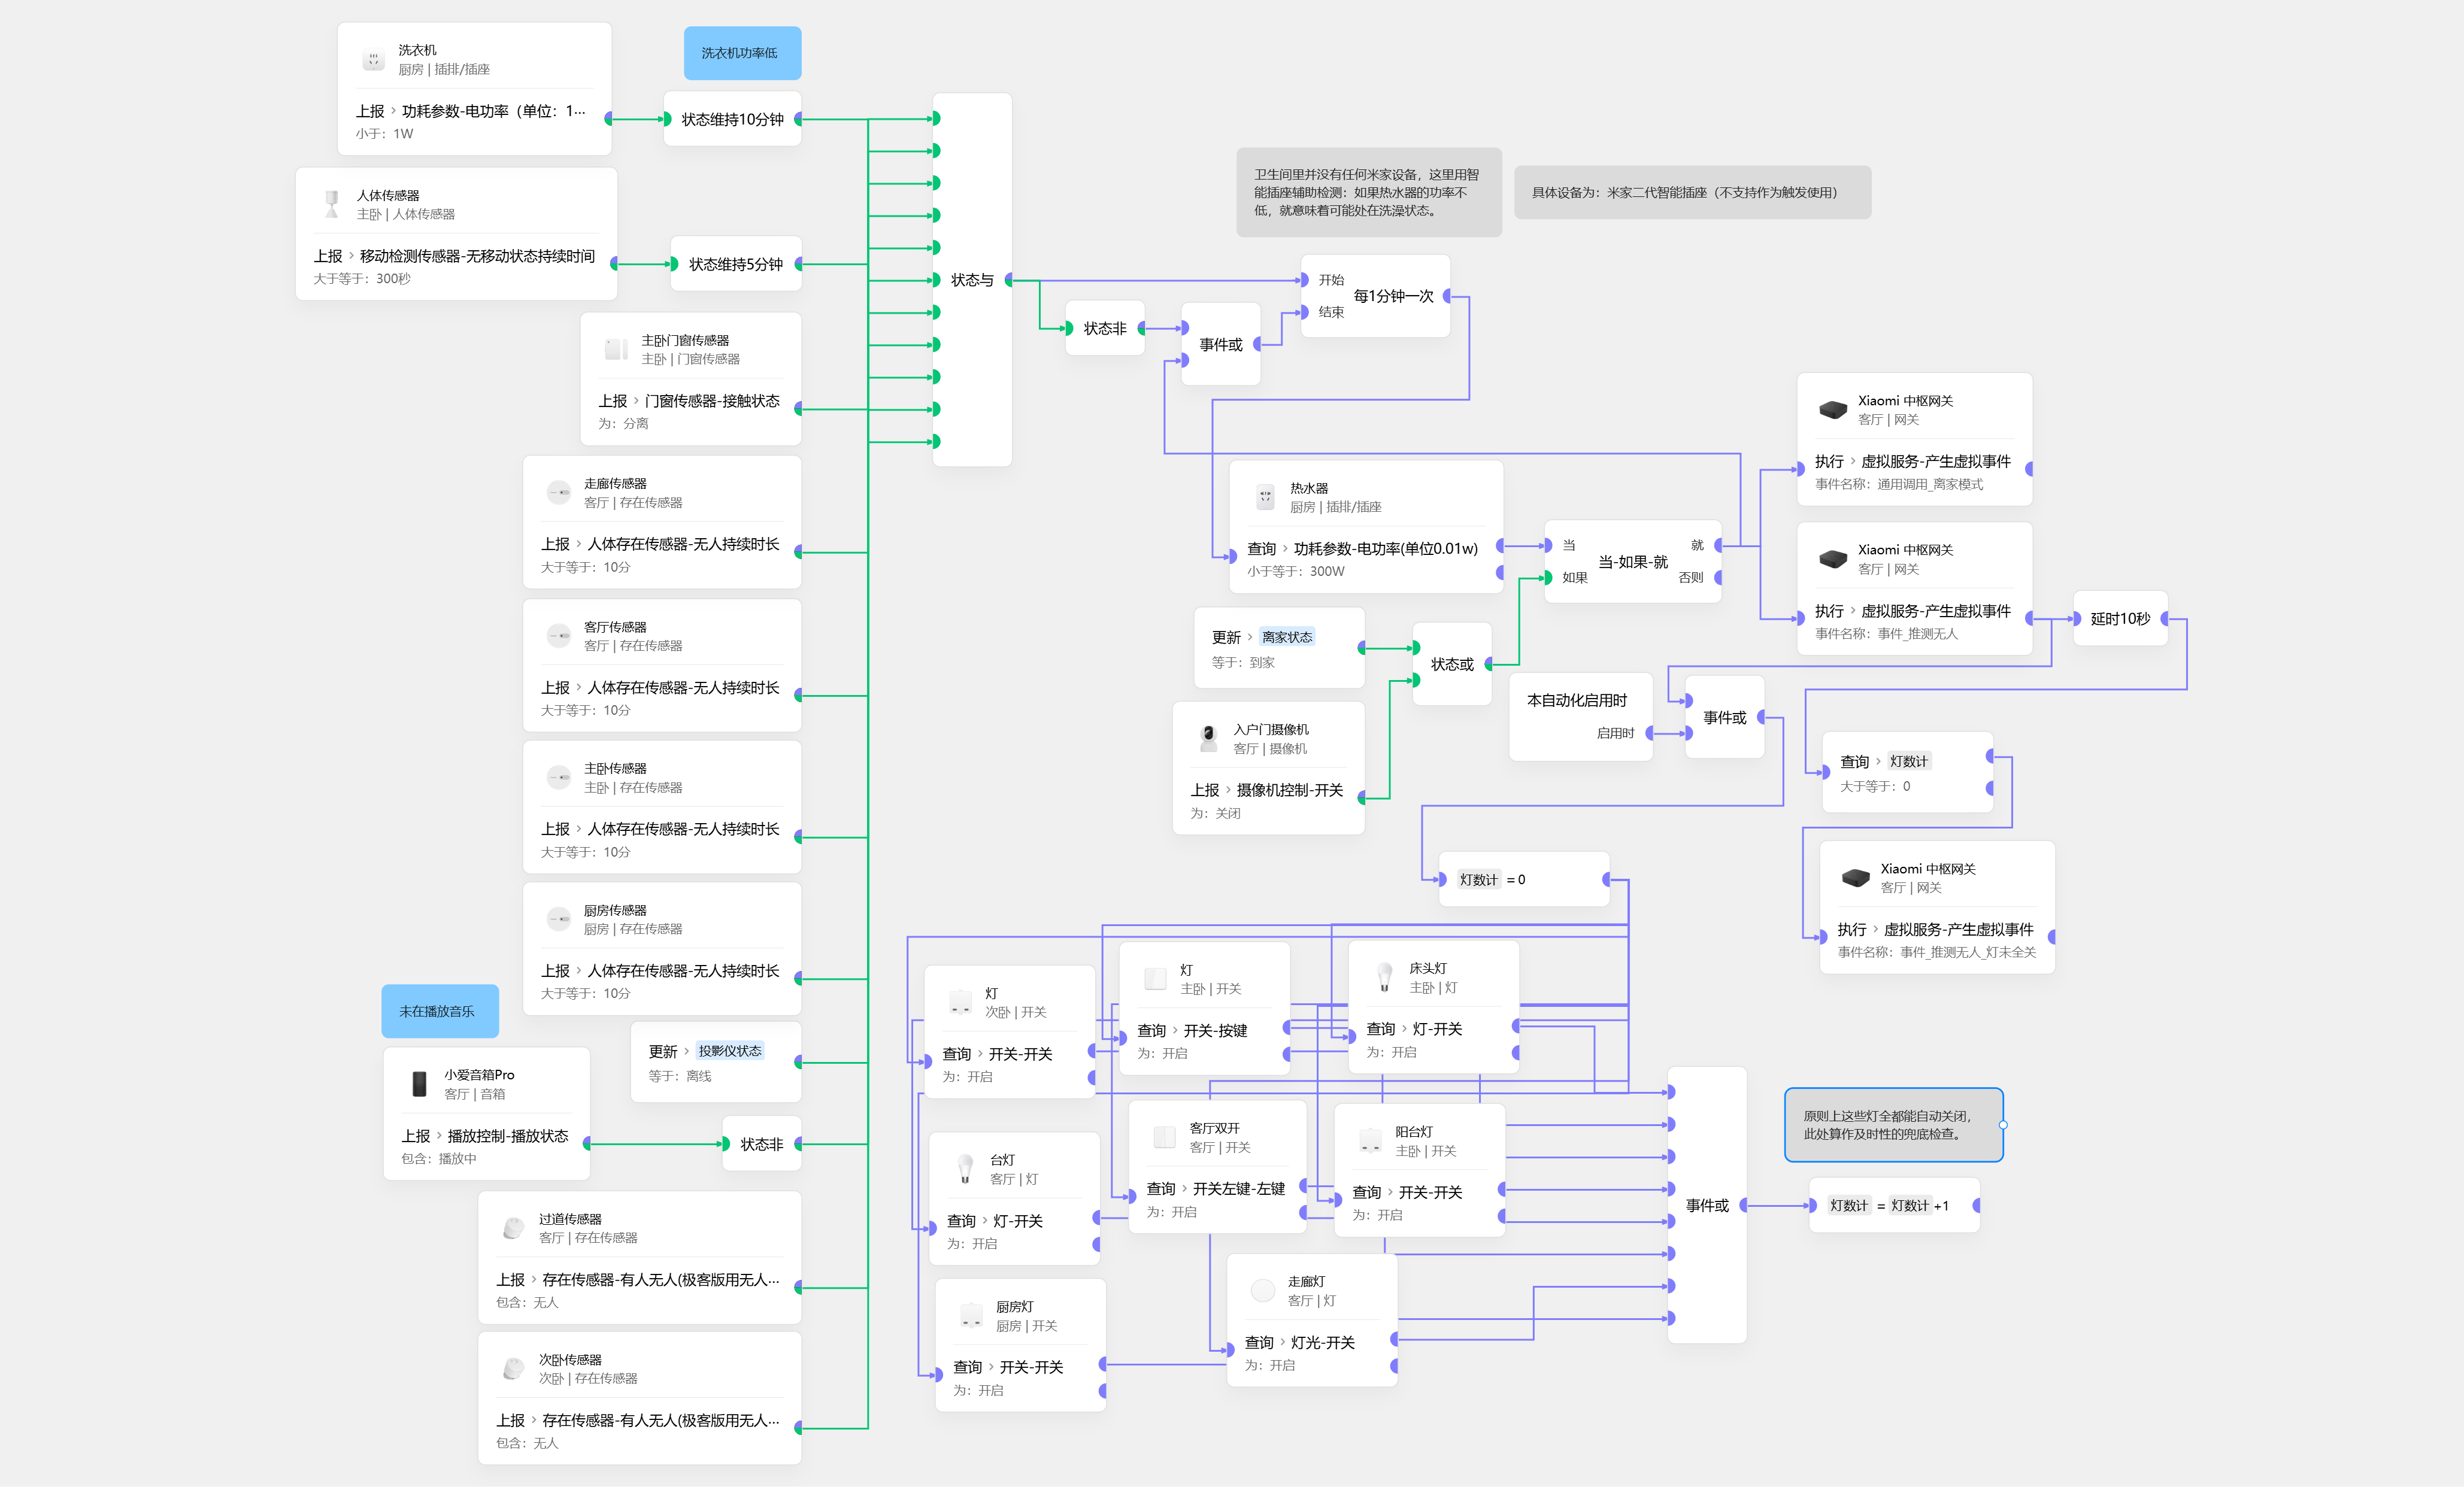 洗衣机
厨房 | 插排/插座
上报 > 功耗参数-电功率（单位：1...
小于：1W
洗衣机功率低
状态维持10分钟
人体传感器
主卧 | 人体传感器
上报 > 移动检测传感器-无移动状态持续时间
大于等于：300秒
状态维持5分钟
主卧门窗传感器
主卧 | 门窗传感器
上报 > 门窗传感器-接触状态
为：分离
走廊传感器
客厅 | 存在传感器
上报 > 人体存在传感器-无人持续时长
大于等于：10分
客厅传感器
客厅 | 存在传感器
上报 > 人体存在传感器-无人持续时长
大于等于：10分
主卧传感器
主卧 | 存在传感器
上报 > 人体存在传感器-无人持续时长
大于等于：10分
厨房传感器
厨房 | 存在传感器
上报 > 人体存在传感器-无人持续时长
大于等于：10分
更新 > 投影仪状态
等于：离线
未在播放音乐
小爱音箱Pro
客厅 | 音箱
上报 > 播放控制-播放状态
包含：播放中
状态非
过道传感器
客厅 | 存在传感器
上报 > 存在传感器-有人无人(极客版用无人...
包含：无人
次卧传感器
次卧 | 存在传感器
上报 > 存在传感器-有人无人(极客版用无人...
包含：无人
状态与
状态非
事件或
卫生间里并没有任何米家设备，这里用智
能插座辅助检测：如果热水器的功率不
低，就意味着可能处在洗澡状态。
具体设备为：米家二代智能插座（不支持作为触发使用）
开始
每1分钟一次
结束
热水器
厨房 | 插排/插座
查询 > 功耗参数-电功率(单位0.01w)
小于等于：300W
当
就
当-如果-就
如果
否则
更新 > 离家状态
等于：到家
状态或
入户门摄像机
客厅 | 摄像机
上报 > 摄像机控制-开关
为：关闭
本自动化启用时
启用时
事件或
Xiaomi 中枢网关
客厅 | 网关
执行 > 虚拟服务-产生虚拟事件
事件名称：通用调用_离家模式
Xiaomi 中枢网关
客厅 | 网关
执行 > 虚拟服务-产生虚拟事件
事件名称：事件_推测无人
延时10秒
查询 > 灯数计
大于等于：0
Xiaomi 中枢网关
客厅 | 网关
执行 > 虚拟服务-产生虚拟事件
事件名称：事件_推测无人_灯未全关
灯数计 = 0
灯
次卧 | 开关
查询 > 开关-开关
为：开启
灯
主卧 | 开关
查询 > 开关-按键
为：开启
床头灯
主卧 | 灯
查询 > 灯-开关
为：开启
台灯
客厅 | 灯
查询 > 灯-开关
为：开启
客厅双开
客厅 | 开关
查询 > 开关左键-左键
为：开启
阳台灯
主卧 | 开关
查询 > 开关-开关
为：开启
厨房灯
厨房 | 开关
查询 > 开关-开关
为：开启
走廊灯
客厅 | 灯
查询 > 灯光-开关
为：开启
事件或
原则上这些灯全都能自动关闭，
此处算作及时性的兜底检查。
灯数计 = 灯数计 +1